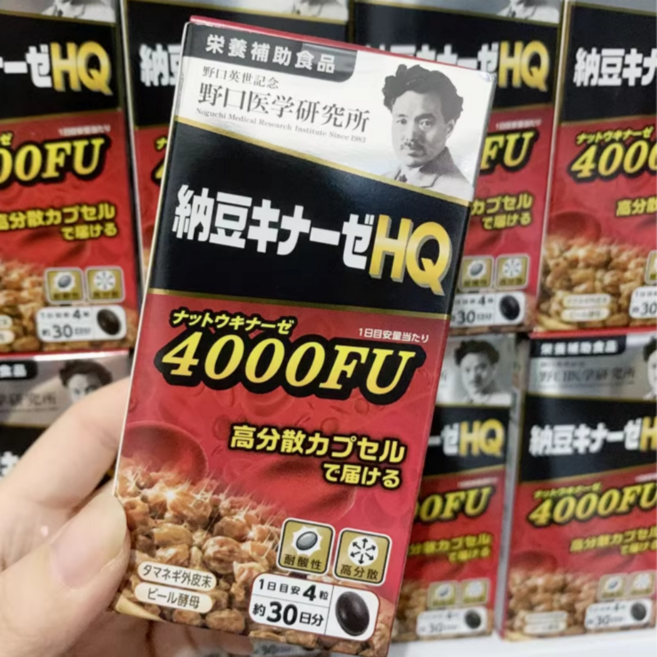 栄養補助食品
野口英世記念
野口医学研究所
Noguchi Medical Research Institute Since 1983
納豆キナーゼHQ
ナットウキナーゼ
1日目安量当たり
4000FU
高分散カプセル
で届ける
耐酸性
高分散
タマネギ外皮末
ビール酵母
1日目安4粒
約30日分